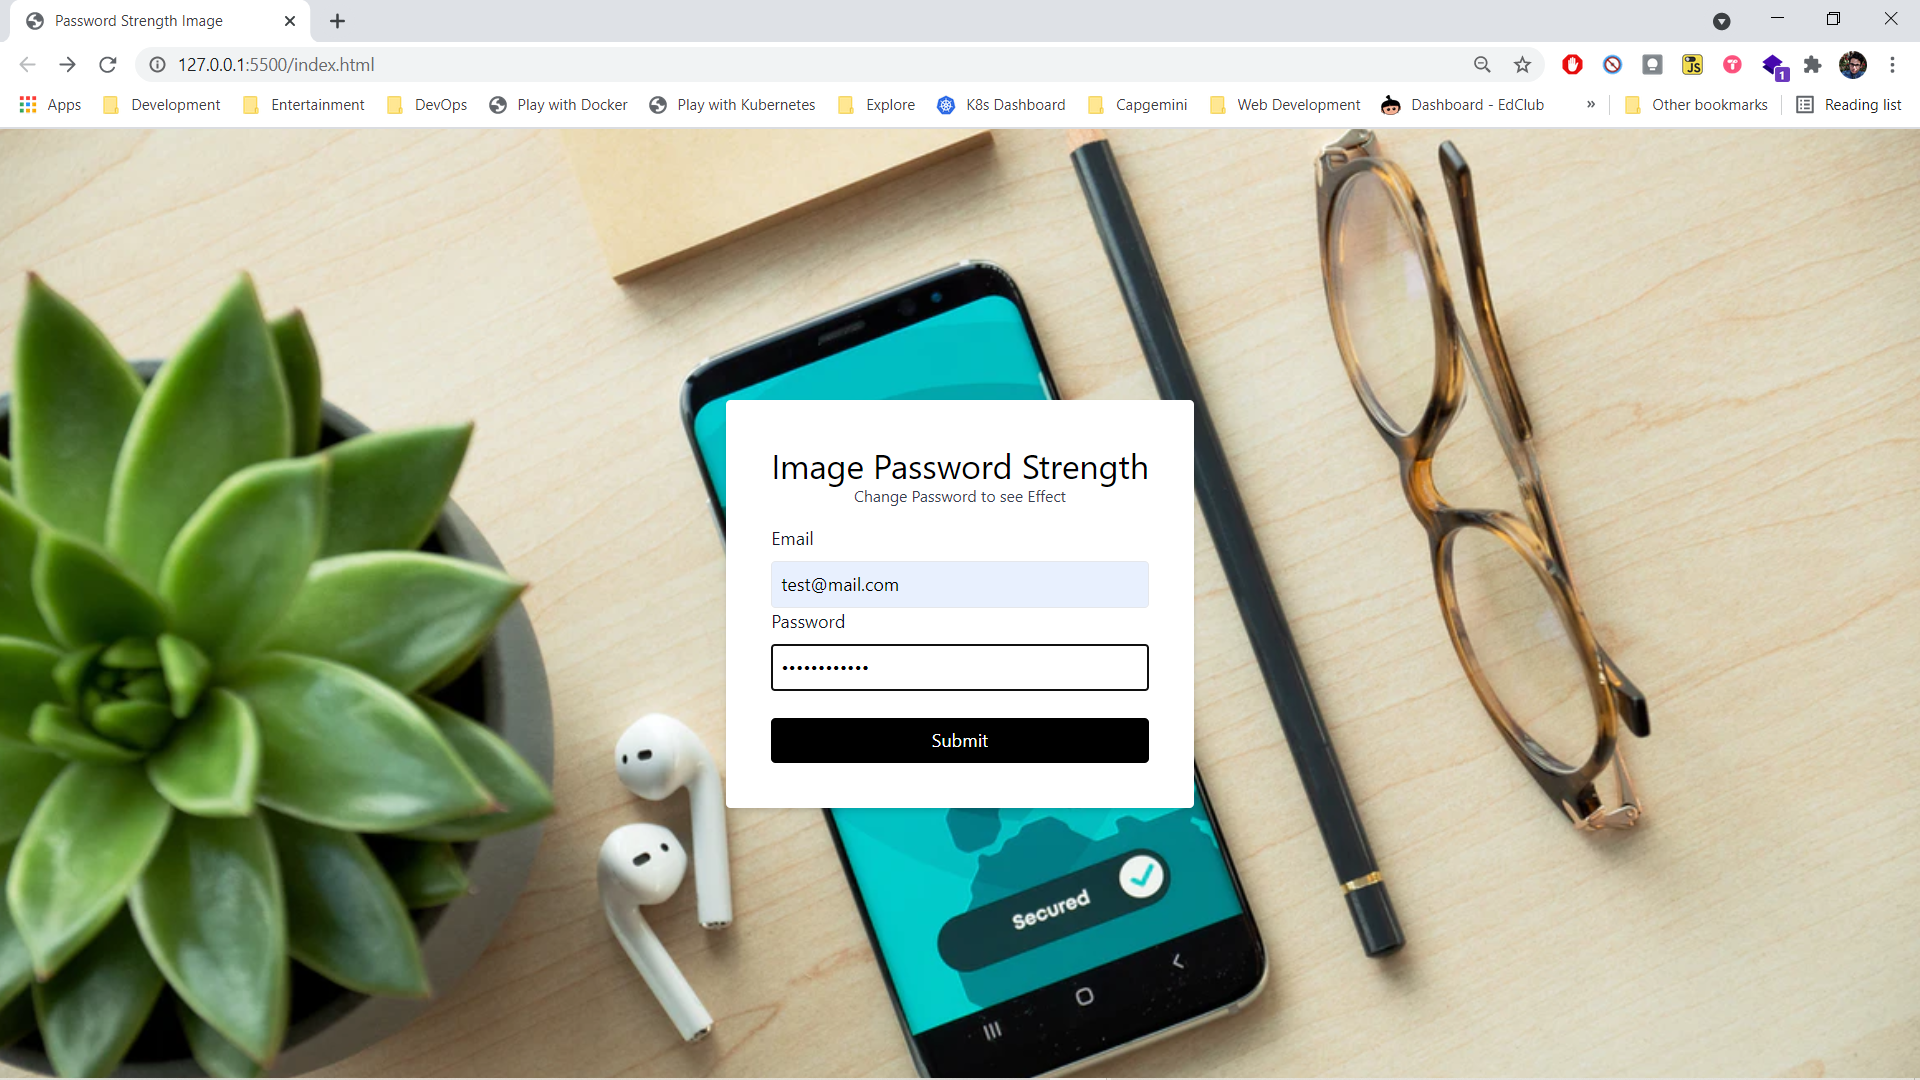 Password Strength Image
127.0.0.1:5500/index.html
Apps Development Entertainment DevOps Play with Docker Play with Kubernetes Explore K8s Dashboard Capgemini Web Development Dashboard - EdClub » Other bookmarks Reading list
JS
1
Image Password Strength
Change Password to see Effect
Email
test@mail.com
Password
••••••••••••
Submit
Secured